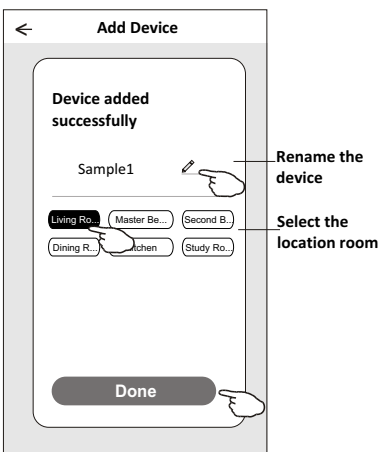 Add Device
Device added
successfully
Sample1
Rename the
device
Living Ro...
Master Be...
Second B...
Select the
location room
Dining R...
itchen
Study Ro...
Done